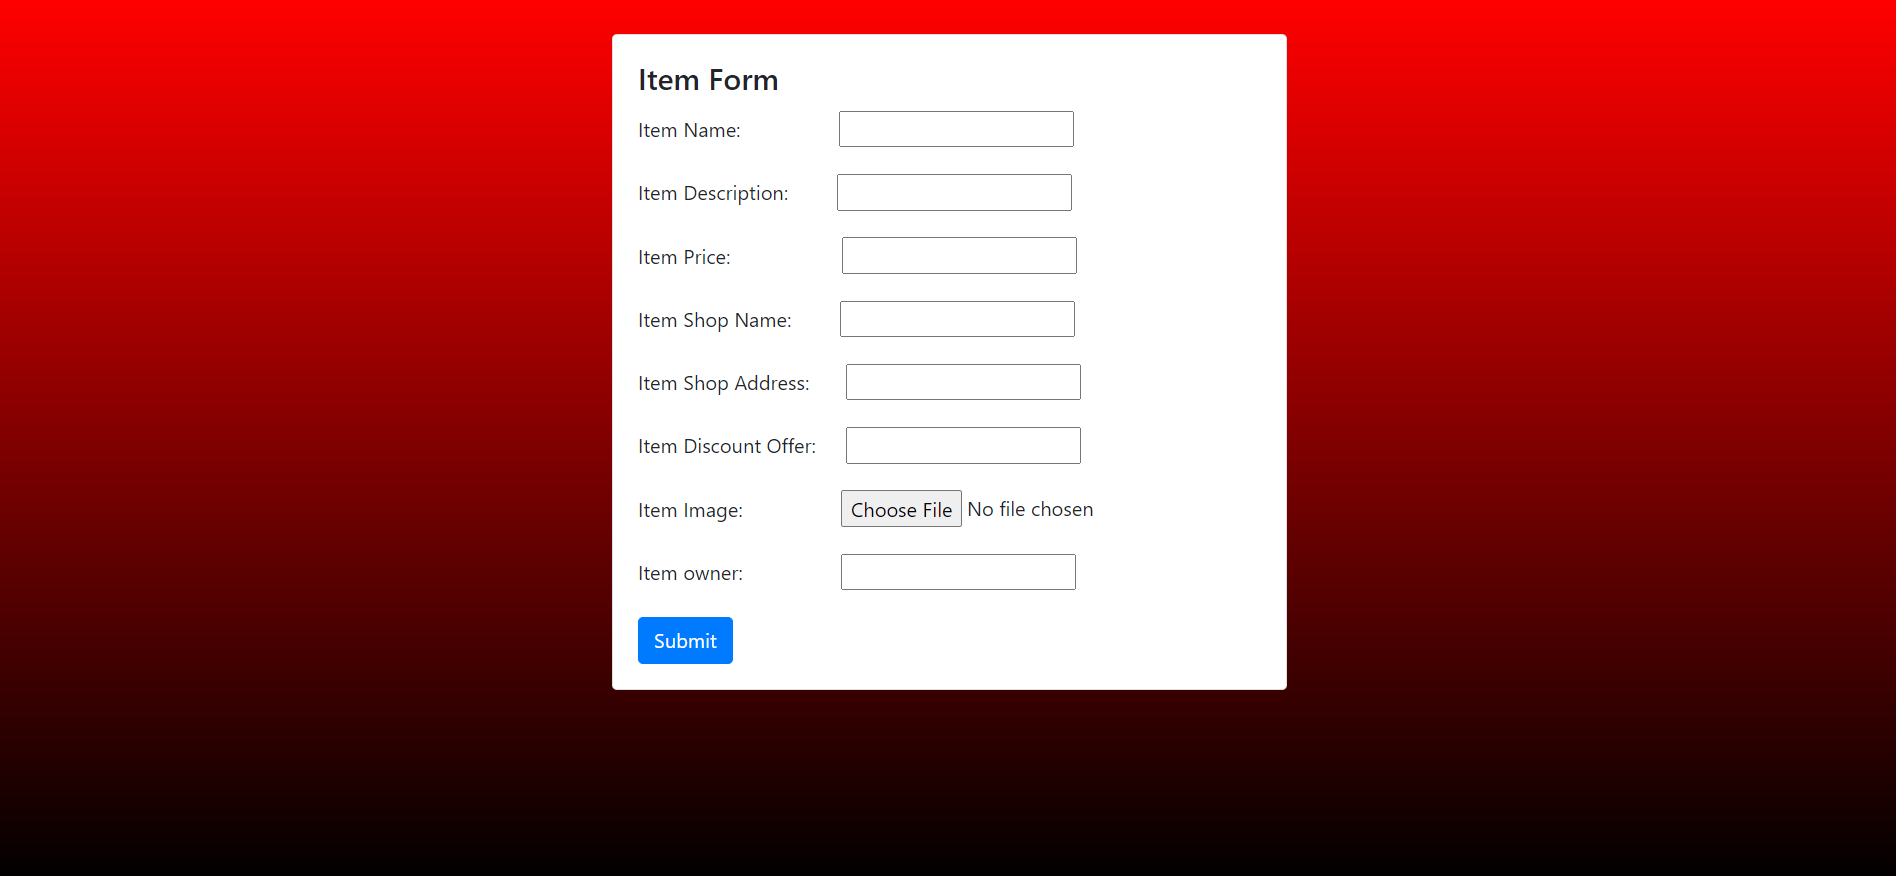 Item Form
Item Name:
Item Description:
Item Price:
Item Shop Name:
Item Shop Address:
Item Discount Offer:
Item Image: Choose File No file chosen
Item owner:
Submit